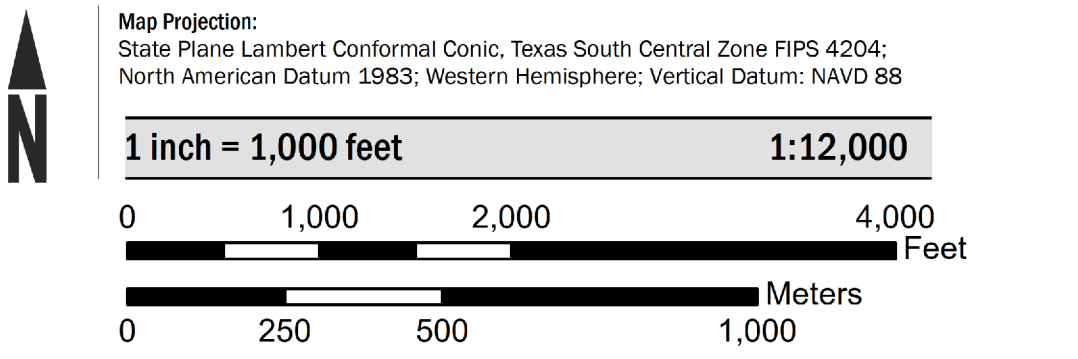 N
Map Projection:
State Plane Lambert Conformal Conic, Texas South Central Zone FIPS 4204;
North American Datum 1983; Western Hemisphere; Vertical Datum: NAVD 88
1 inch = 1,000 feet 1:12,000
0 1,000 2,000 4,000
Feet
Meters
0 250 500 1,000